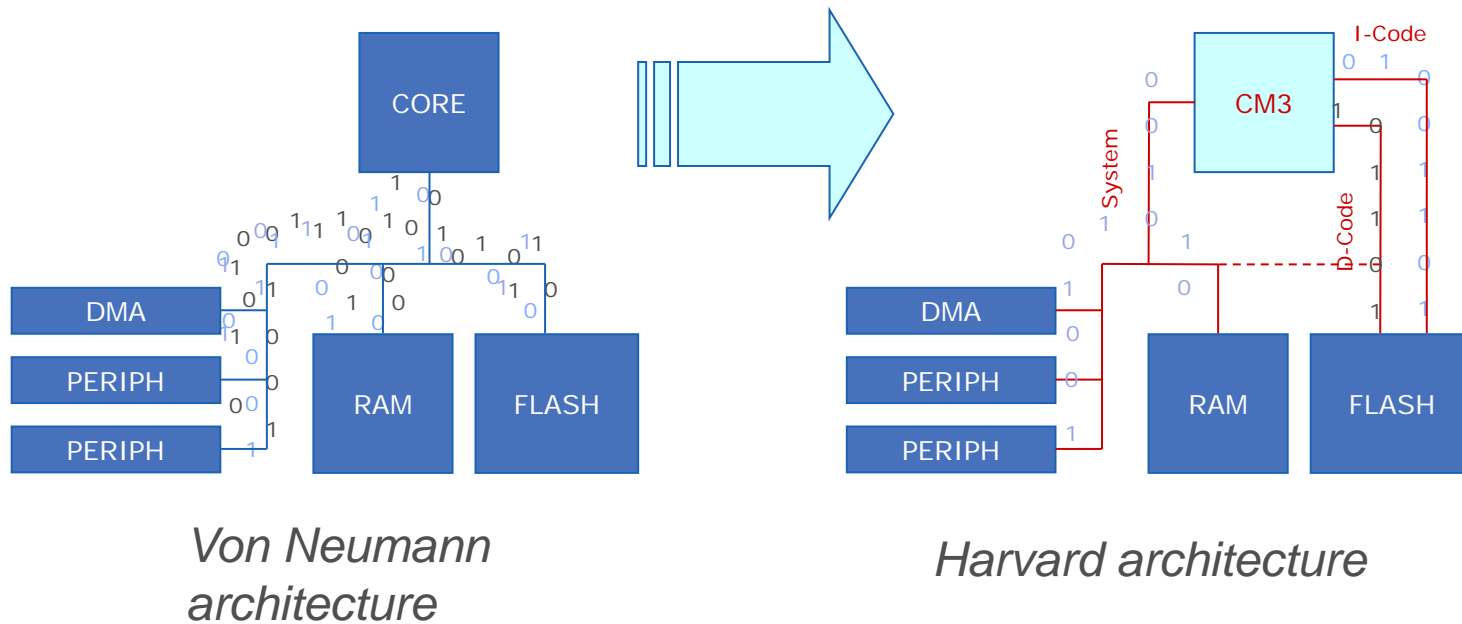 CORE
DMA
PERIPH
PERIPH
RAM
FLASH
Von Neumann
architecture
I-Code
CM3
System
D-Code
DMA
PERIPH
PERIPH
RAM
FLASH
Harvard architecture